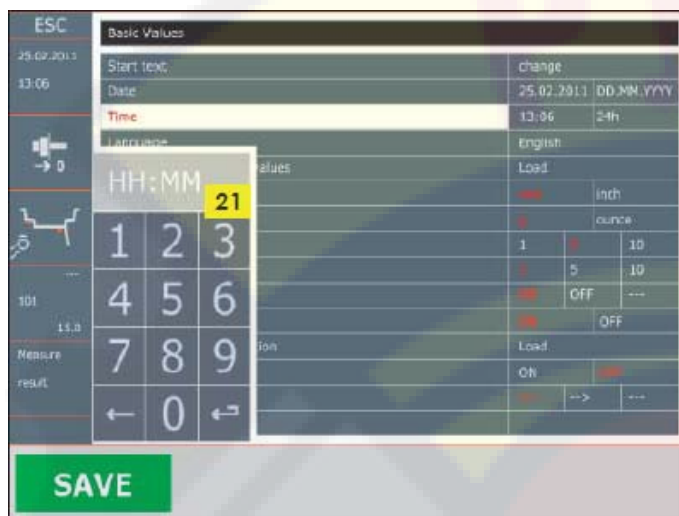 ESC
Basic Values
25.02.2011
13:06
Start text change
Date 25.02.2011 DD.MM.YYYY
Time 13:06 24h
Language English
alues Load
→ 0
inch
ounce
1 10
5 10
OFF ---
OFF
ion Load
ON
--> ---
HH:MM
21
1 2 3
4 5 6
7 8 9
← 0 ↵
---
101
15.0
Measure
result
SAVE